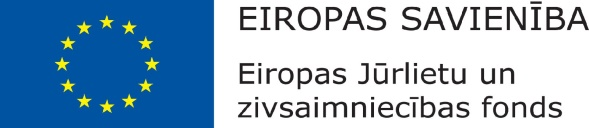 EIROPAS SAVIENĪBA
Eiropas Jūrlietu un
zivsaimniecības fonds